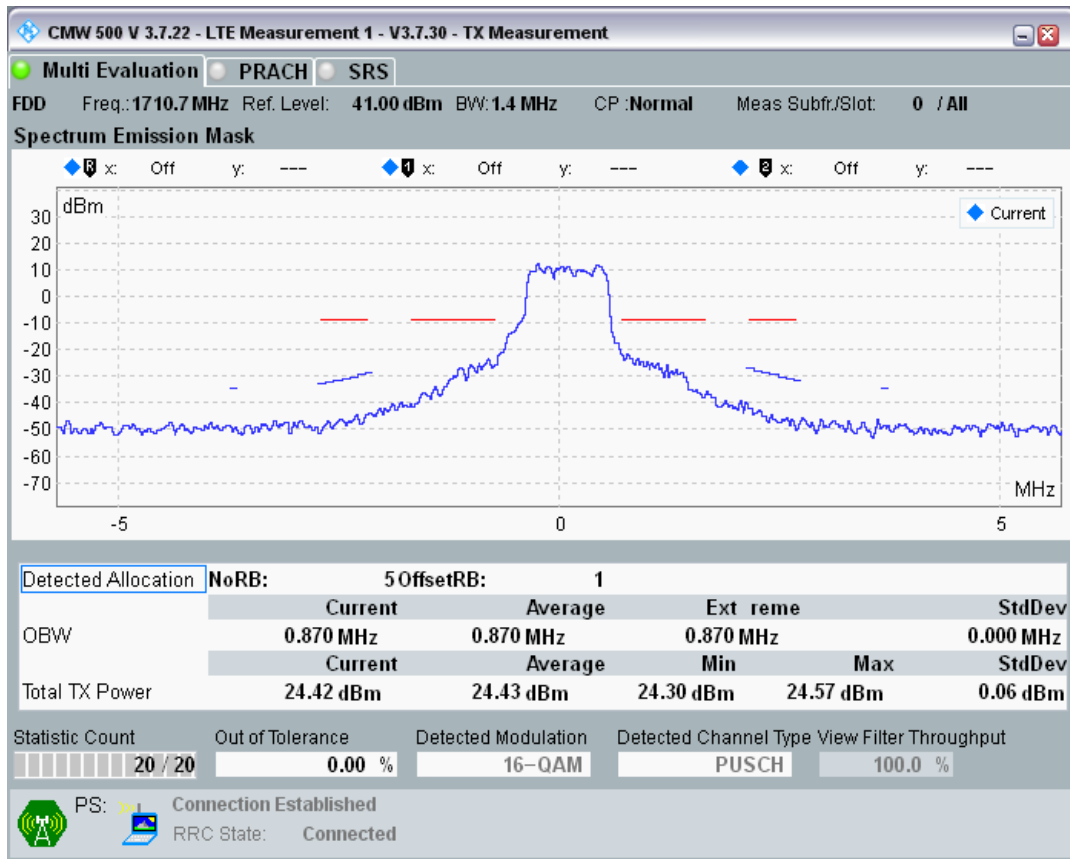 CMW 500 V 3.7.22 - LTE Measurement 1 - V3.7.30 - TX Measurement
Multi Evaluation PRACH SRS
FDD Freq.: 1710.7 MHz Ref. Level: 41.00 dBm BW: 1.4 MHz CP : Normal Meas Subfr./Slot: 0 / All
Spectrum Emission Mask
R x: Off y: --- 1 x: Off y: --- 2 x: Off y: ---
dBm
Current
30
20
10
0
-10
-20
-30
-40
-50
-60
-70
MHz
-5 0 5
Detected Allocation NoRB: 5 OffsetRB: 1
Current Average Ext reme StdDev
OBW 0.870 MHz 0.870 MHz 0.870 MHz 0.000 MHz
Current Average Min Max StdDev
Total TX Power 24.42 dBm 24.43 dBm 24.30 dBm 24.57 dBm 0.06 dBm
Statistic Count Out of Tolerance Detected Modulation Detected Channel Type View Filter Throughput
20 / 20 0.00 % 16-QAM PUSCH 100.0 %
PS: Connection Established
RRC State: Connected